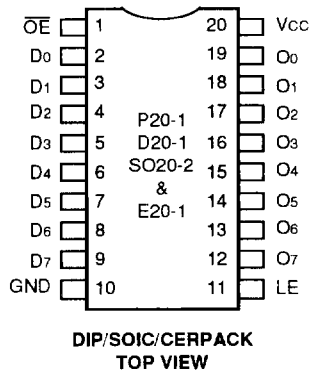 OE 1 20 VCC
D0 2 19 O0
D1 3 18 O1
D2 4 17 O2
P20-1
D3 5 D20-1 16 O3
D4 6 SO20-2 15 O4
&
D5 7 E20-1 14 O5
D6 8 13 O6
D7 9 12 O7
GND 10 11 LE
DIP/SOIC/CERPACK
TOP VIEW